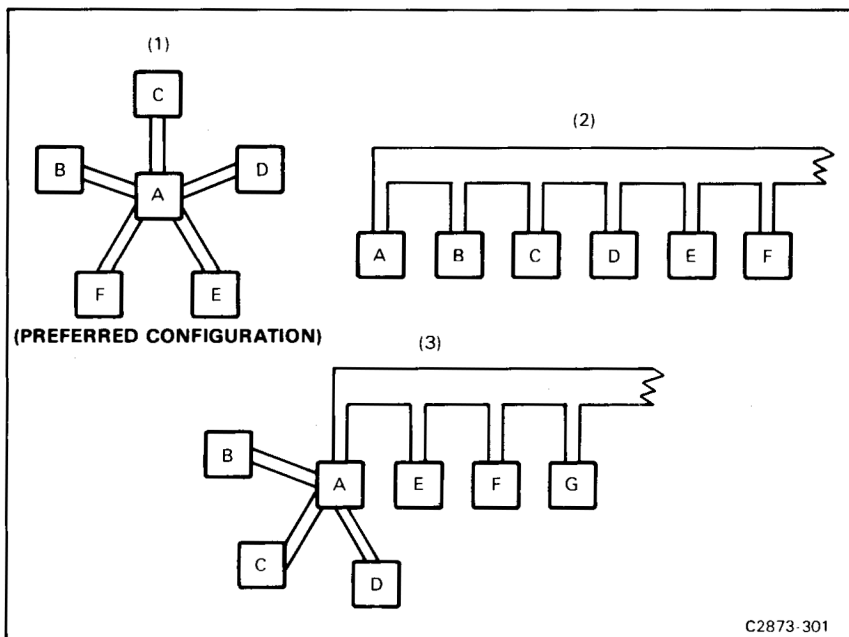 (1)
C
B
D
A
F
E
(PREFERRED CONFIGURATION)
(2)
A
B
C
D
E
F
(3)
B
A
E
F
G
C
D
C2873-301